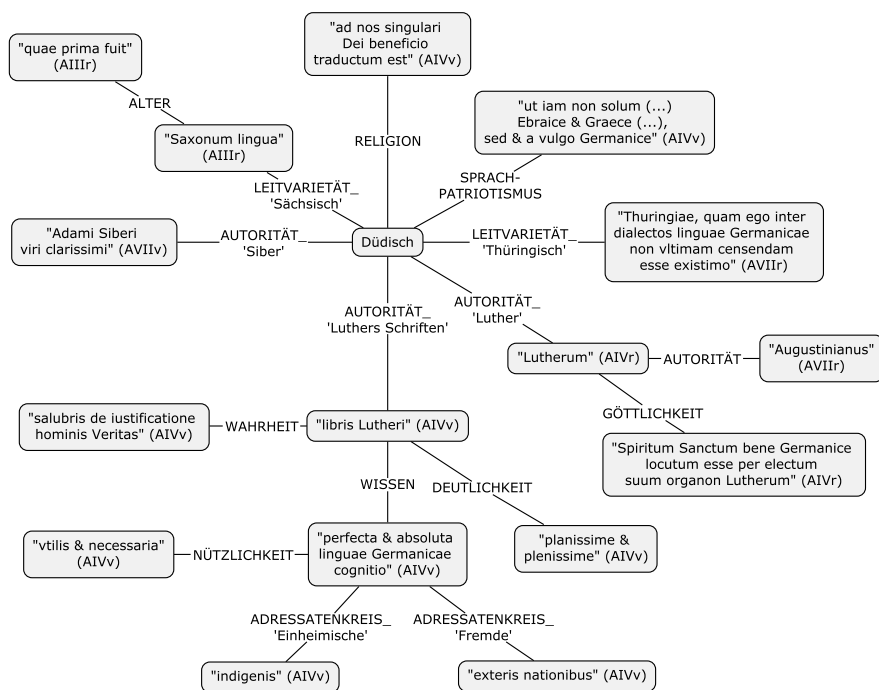 "quae prima fuit"
(AIIIr)
"ad nos singulari
Dei beneficio
traductum est" (AIVv)
ALTER
"Saxonum lingua"
(AIIIr)
RELIGION
"ut iam non solum (...)
Ebraice & Graece (...),
sed & a vulgo Germanice" (AIVv)
SPRACH-
PATRIOTISMUS
LEITVARIETÄT_
'Sächsisch'
"Adami Siberi
viri clarissimi" (AVIIv)
AUTORITÄT_
'Siber'
Düdisch
LEITVARIETÄT_
'Thüringisch'
"Thuringiae, quam ego inter
dialectos linguae Germanicae
non vltimam censendam
esse existimo" (AVIIr)
AUTORITÄT_
'Luthers Schriften'
AUTORITÄT_
'Luther'
"Lutherum" (AIVr)
AUTORITÄT
"Augustinianus"
(AVIIr)
GÖTTLICHKEIT
"Spiritum Sanctum bene Germanice
locutum esse per electum
suum organon Lutherum" (AIVr)
"salubris de iustificatione
hominis Veritas" (AIVv)
WAHRHEIT
"libris Lutheri" (AIVv)
WISSEN
DEUTLICHKEIT
"planissime &
plenissime" (AIVv)
"vtilis & necessaria"
(AIVv)
NÜTZLICHKEIT
"perfecta & absoluta
linguae Germanicae
cognitio" (AIVv)
ADRESSATENKREIS_
'Einheimische'
ADRESSATENKREIS_
'Fremde'
"indigenis" (AIVv)
"exteris nationibus" (AIVv)